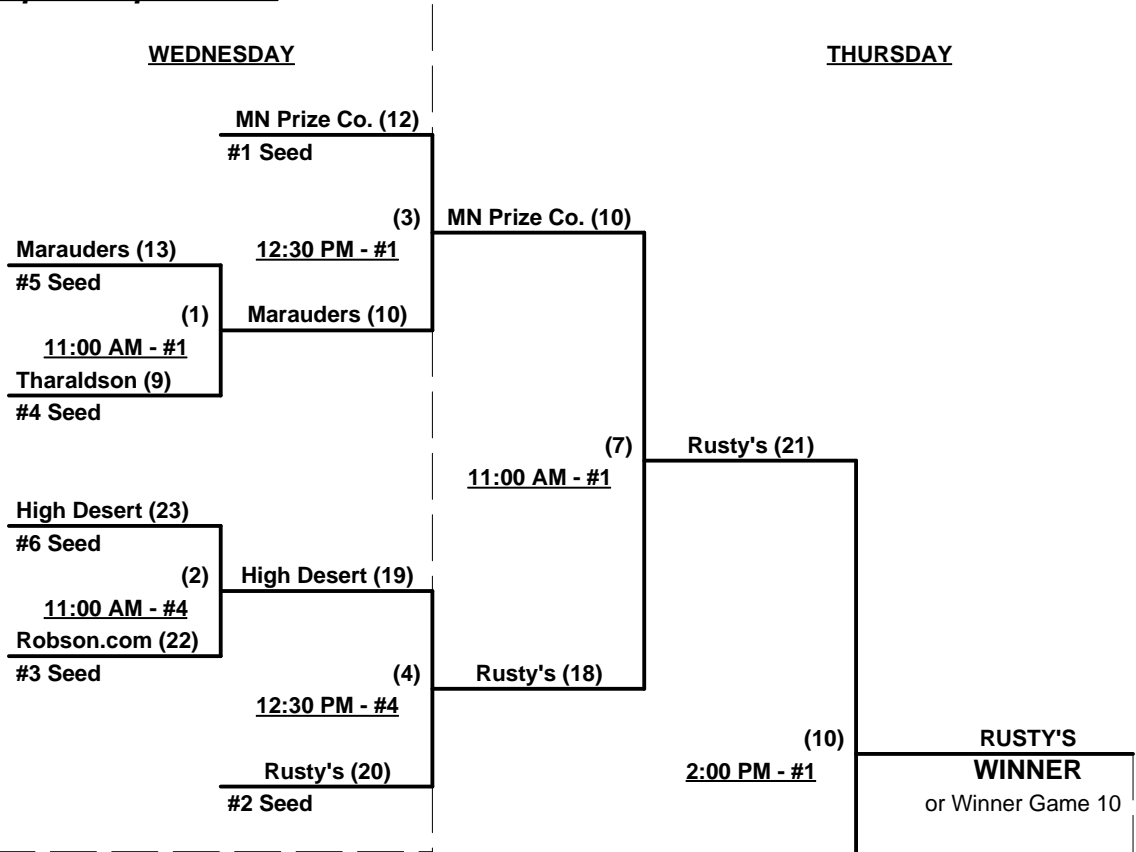 WEDNESDAY
THURSDAY
MN Prize Co. (12)
#1 Seed
(3)
MN Prize Co. (10)
12:30 PM - #1
Marauders (13)
#5 Seed
(1)
Marauders (10)
11:00 AM - #1
Tharaldson (9)
#4 Seed
(7)
Rusty's (21)
11:00 AM - #1
High Desert (23)
#6 Seed
(2)
High Desert (19)
11:00 AM - #4
Robson.com (22)
#3 Seed
(4)
Rusty's (18)
12:30 PM - #4
Rusty's (20)
#2 Seed
(10)
RUSTY'S
2:00 PM - #1
WINNER
or Winner Game 10